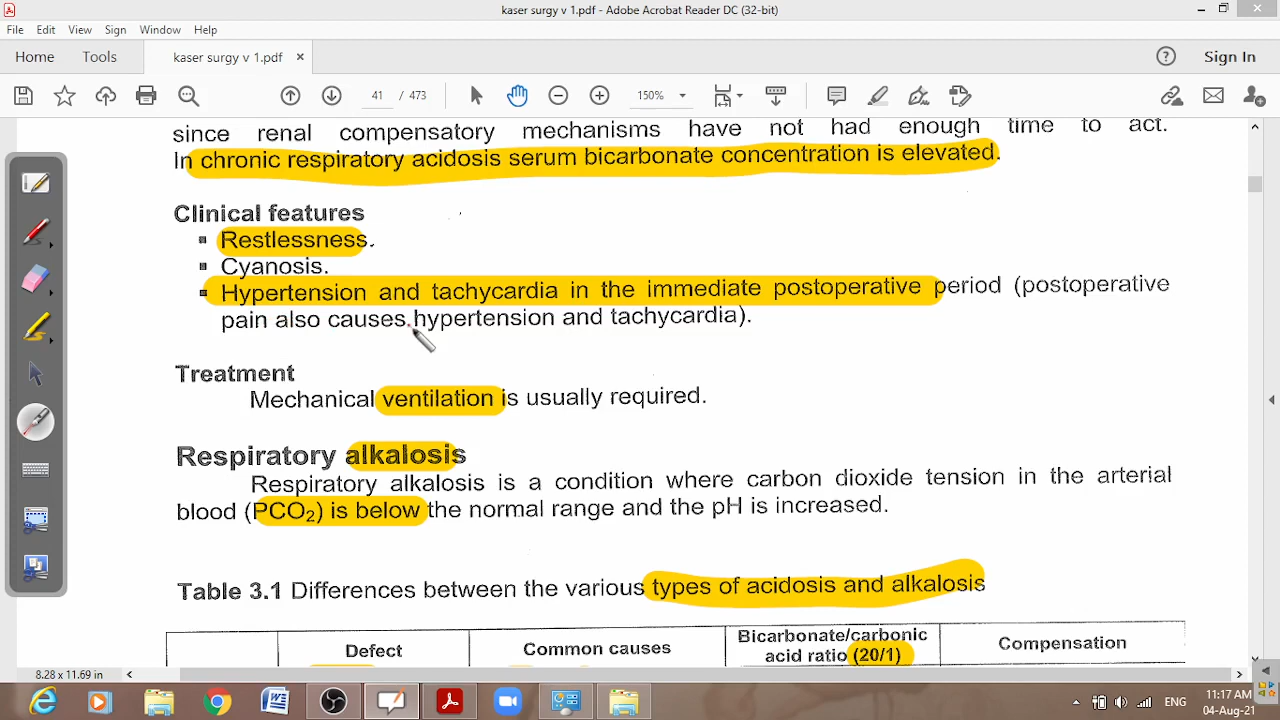 kaser surgy v 1.pdf - Adobe Acrobat Reader DC (32-bit)
File Edit View Sign Window Help
Home Tools kaser surgy v 1.pdf × Sign In
41 / 473 150%
since renal compensatory mechanisms have not had enough time to act.
In chronic respiratory acidosis serum bicarbonate concentration is elevated.
Clinical features
Restlessness.
Cyanosis.
Hypertension and tachycardia in the immediate postoperative period (postoperative
pain also causes hypertension and tachycardia).
Treatment
Mechanical ventilation is usually required.
Respiratory alkalosis
Respiratory alkalosis is a condition where carbon dioxide tension in the arterial
blood (PCO₂) is below the normal range and the pH is increased.
Table 3.1 Differences between the various types of acidosis and alkalosis
Defect Common causes Bicarbonate/carbonic Compensation
acid ratio (20/1)
8.28 x 11.69 in
ENG 11:17 AM
04-Aug-21